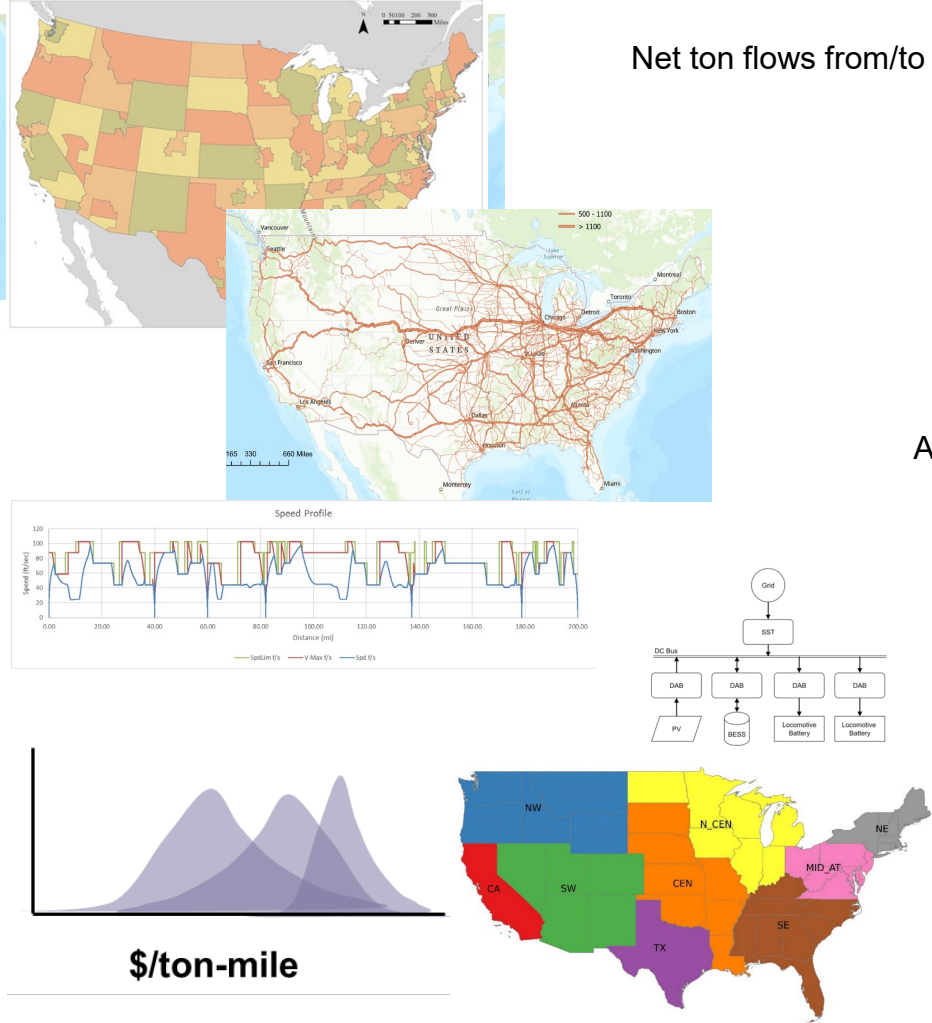 N
0 50100 200 300
Miles
Net ton flows from/to
500 - 1100
> 1100
Vancouver
Seattle
Mountains
Lake
Superior
Montreal
Toronto
Great Plains
Chicago
Detroit
Boston
New York
UNITED
STATES
Denver
St Louis
Washington
San Francisco
Los Angeles
Atlanta
Dallas
Houston
165 330 660 Miles
Monterrey
Miami
Gulf of
A
Speed Profile
Speed (ft/sec)
120
100
80
60
40
20
0
0.00 20.00 40.00 60.00 80.00 100.00 120.00 140.00 160.00 180.00 200.00
Distance (mi)
SpdLim f/s V-Max f/s Spd f/s
Grid
SST
DC Bus
DAB DAB DAB DAB
PV BESS Locomotive Battery Locomotive Battery
$/ton-mile
NW
N_CEN
NE
MID_AT
CA
SW
CEN
SE
TX